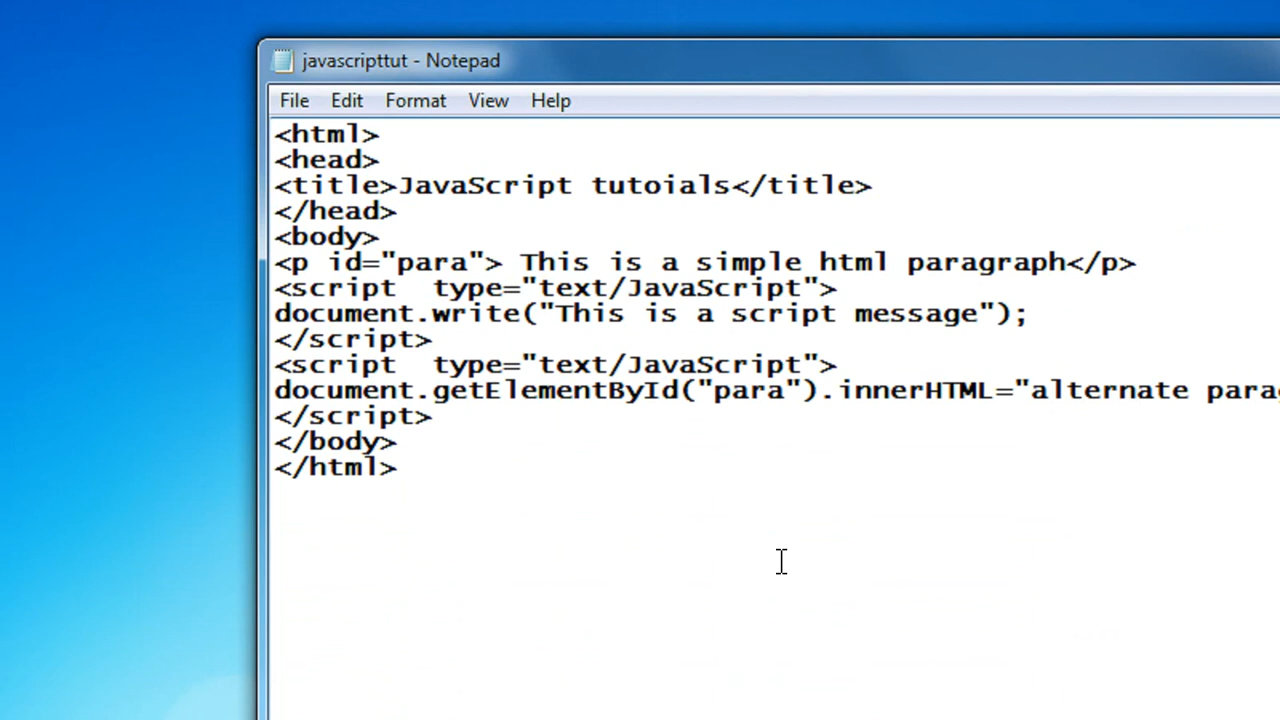 javascripttut - Notepad
File Edit Format View Help
<html>
<head>
<title>JavaScript tutoials</title>
</head>
<body>
<p id="para"> This is a simple html paragraph</p>
<script  type="text/JavaScript">
document.write("This is a script message");
</script>
<script  type="text/JavaScript">
document.getElementById("para").innerHTML="alternate
</script>
</body>
</html>